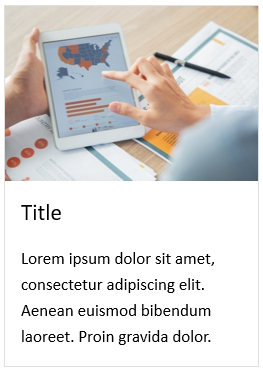 Title
Lorem ipsum dolor sit amet,
consectetur adipiscing elit.
Aenean euismod bibendum
laoreet. Proin gravida dolor.